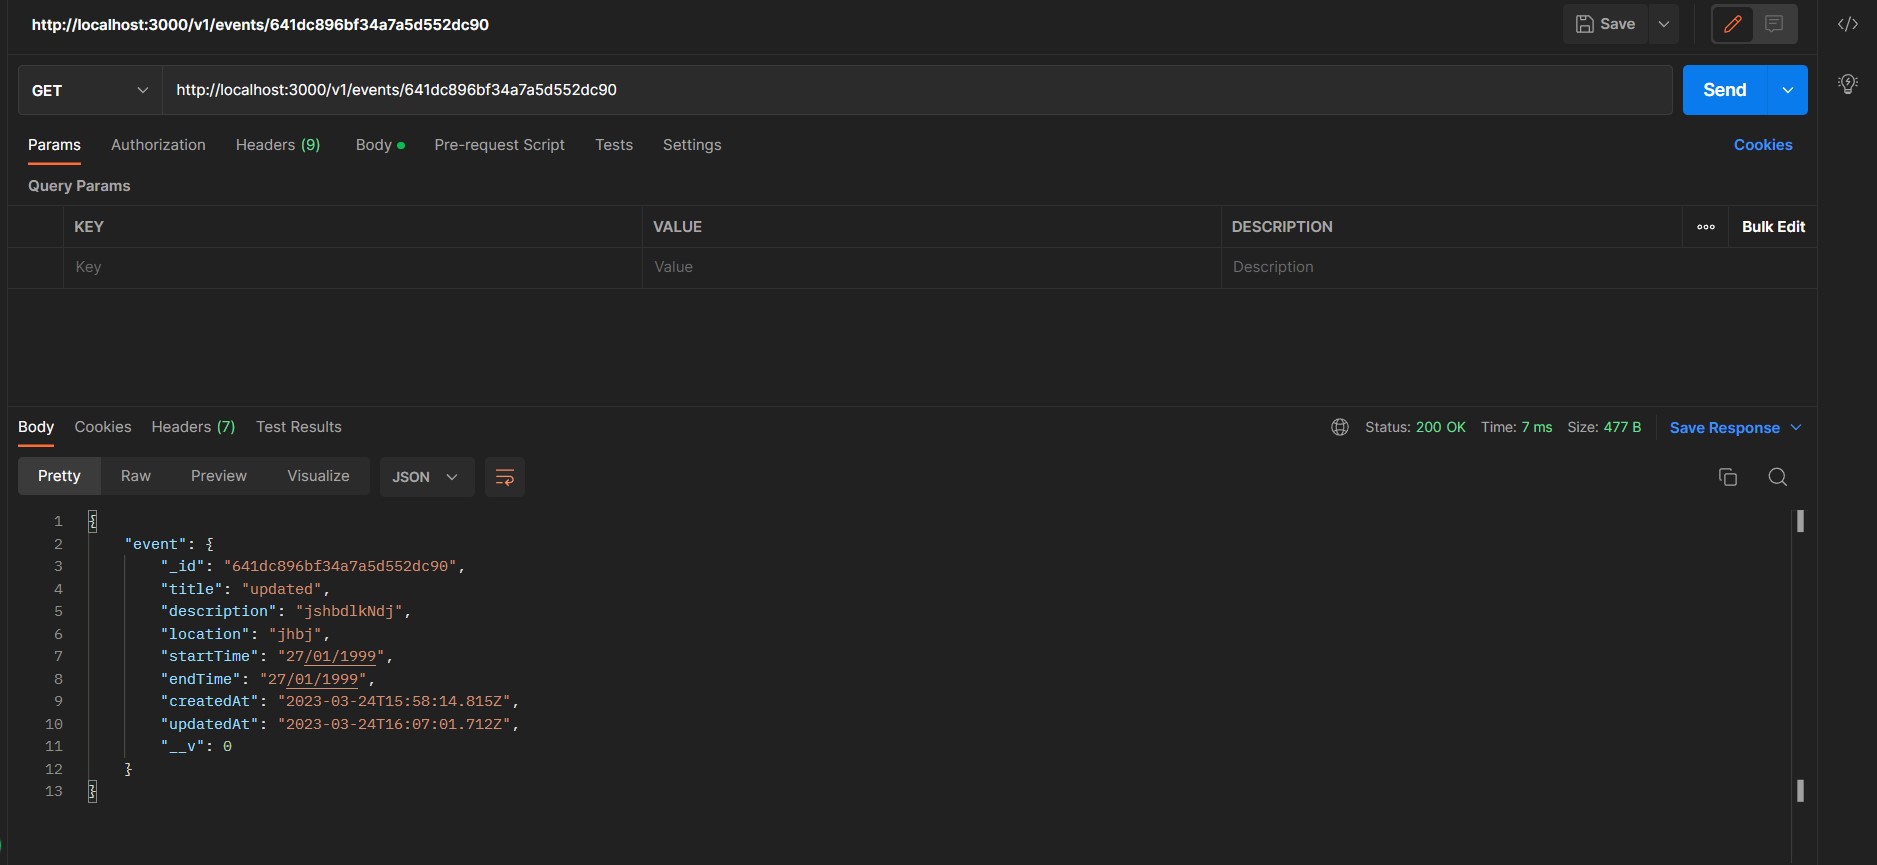 http://localhost:3000/v1/events/641dc896bf34a7a5d552dc90
Save
GET
http://localhost:3000/v1/events/641dc896bf34a7a5d552dc90
Send
Params Authorization Headers (9) Body Pre-request Script Tests Settings Cookies
Query Params
KEY VALUE DESCRIPTION Bulk Edit
Key Value Description
Body Cookies Headers (7) Test Results Status: 200 OK Time: 7 ms Size: 477 B Save Response
Pretty Raw Preview Visualize JSON
1 {
2 "event": {
3 "_id": "641dc896bf34a7a5d552dc90",
4 "title": "updated",
5 "description": "jshbdlkNdj",
6 "location": "jhbj",
7 "startTime": "27/01/1999",
8 "endTime": "27/01/1999",
9 "createdAt": "2023-03-24T15:58:14.815Z",
10 "updatedAt": "2023-03-24T16:07:01.712Z",
11 "__v": 0
12 }
13 }